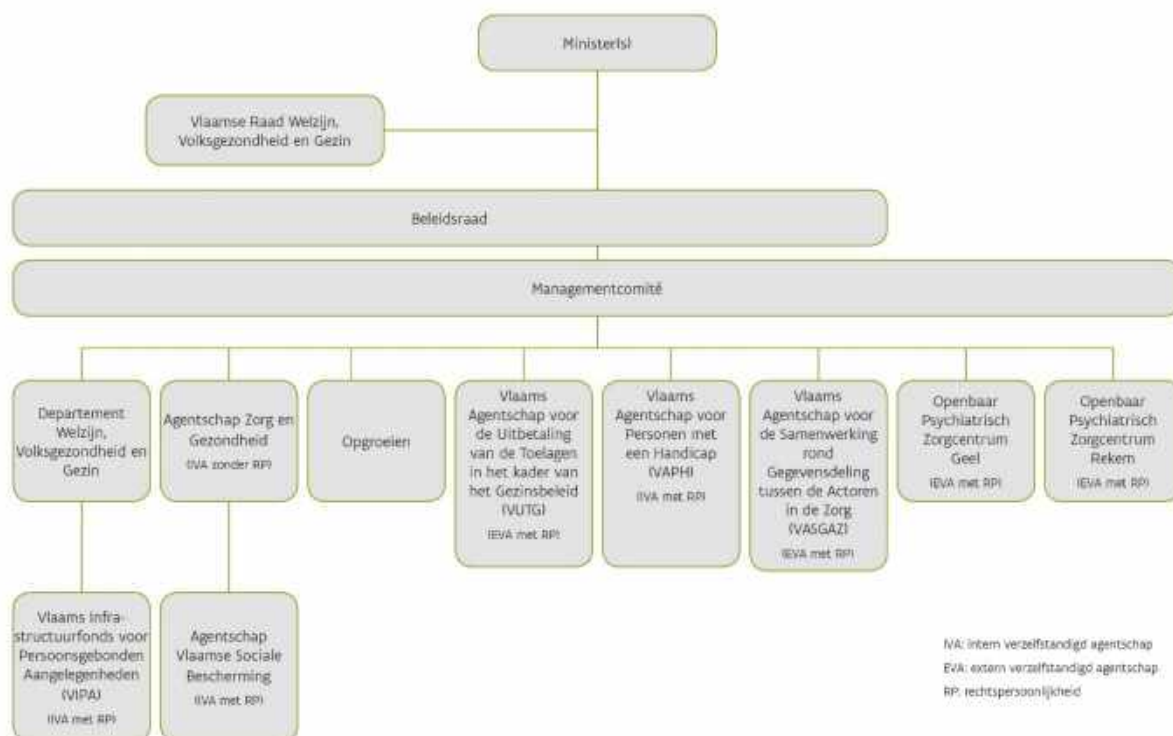 Minister(s)
Vlaamse Raad Welzijn,
Volksgezondheid en Gezin
Beleidsraad
Managementcomité
Departement
Welzijn,
Volksgezondheid en
Gezin
Agentschap Zorg en
Gezondheid
(IVA zonder RP)
Opgroeien
Vlaams
Agentschap voor
de Uitbetaling
van de Toelagen
in het kader van
het Gezinsbeleid
(VUTG)
(EVA met RP)
Vlaams
Agentschap voor
Personen met
een Handicap
(VAPH)
(IVA met RP)
Vlaams
Agentschap voor
de Samenwerking
rond
Gegevensdeling
tussen de Actoren
in de Zorg
(VASGAZ)
(EVA met RP)
Openbaar
Psychiatrisch
Zorgcentrum
Geel
(EVA met RP)
Openbaar
Psychiatrisch
Zorgcentrum
Rekem
(EVA met RP)
Vlaams Infra-
structuurfonds voor
Persoonsgebonden
Aangelegenheden
(VIPA)
(IVA met RP)
Agentschap
Vlaamse Sociale
Bescherming
(IVA met RP)
IVA: intern verzelfstandigd agentschap
EVA: extern verzelfstandigd agentschap
RP: rechtspersoonlijkheid